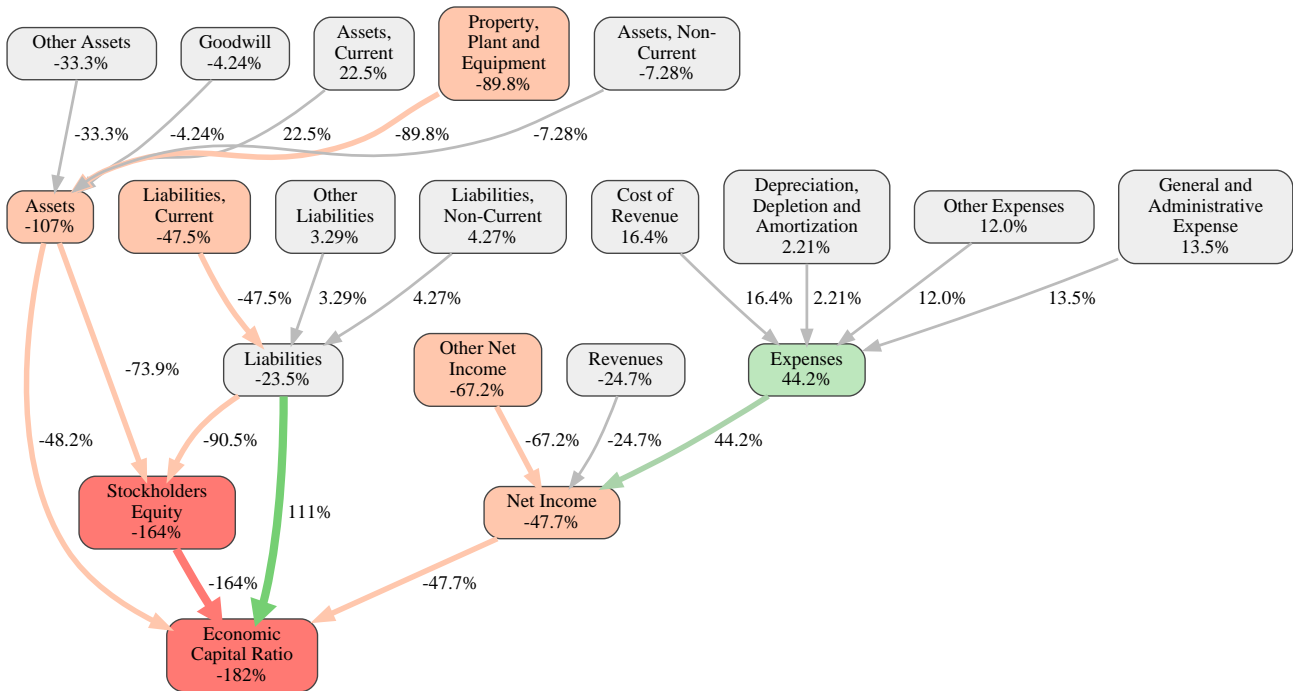 Other Assets
-33.3%
Goodwill
-4.24%
Assets,
Current
22.5%
Property,
Plant and
Equipment
-89.8%
Assets, Non-
Current
-7.28%
-33.3%
-4.24%
22.5%
-89.8%
-7.28%
Assets
-107%
Liabilities,
Current
-47.5%
Other
Liabilities
3.29%
Liabilities,
Non-Current
4.27%
Cost of
Revenue
16.4%
Depreciation,
Depletion and
Amortization
2.21%
Other Expenses
12.0%
General and
Administrative
Expense
13.5%
-47.5%
3.29%
4.27%
16.4%
2.21%
12.0%
13.5%
-73.9%
Liabilities
-23.5%
Other Net
Income
-67.2%
Revenues
-24.7%
Expenses
44.2%
-48.2%
-90.5%
-67.2%
-24.7%
44.2%
Stockholders
Equity
-164%
111%
Net Income
-47.7%
-164%
-47.7%
Economic
Capital Ratio
-182%